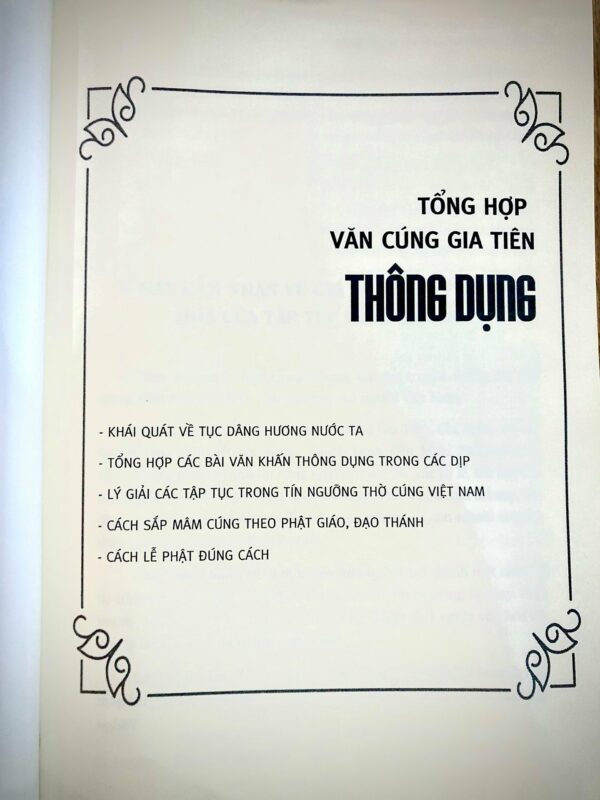 TỔNG HỢP
VĂN CÚNG GIA TIÊN
THÔNG DỤNG
- KHÁI QUÁT VỀ TỤC DÂNG HƯƠNG NƯỚC TA
- TỔNG HỢP CÁC BÀI VĂN KHẤN THÔNG DỤNG TRONG CÁC DỊP
- LÝ GIẢI CÁC TẬP TỤC TRONG TÍN NGƯỠNG THỜ CÚNG VIỆT NAM
- CÁCH SẮP MÂM CÚNG THEO PHẬT GIÁO, ĐẠO THÁNH
- CÁCH LỄ PHẬT ĐÚNG CÁCH